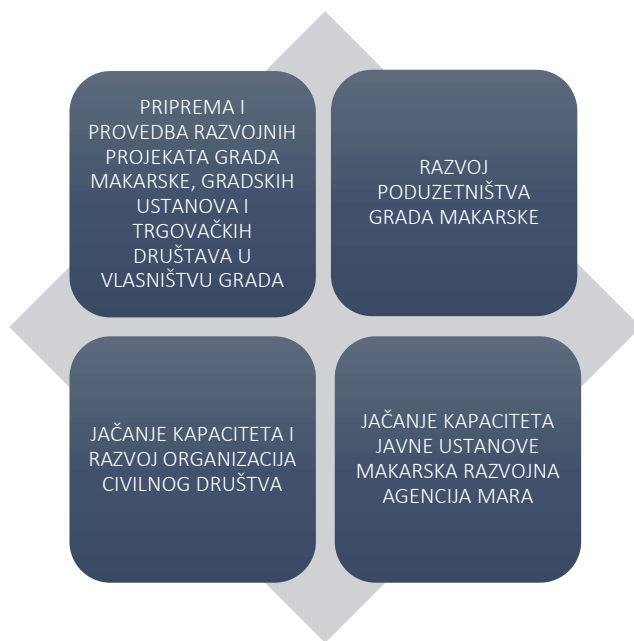 PRIPREMA I
PROVEDBA RAZVOJNIH
PROJEKATA GRADA
MAKARSKE, GRADSKIH
USTANOVA I
TRGOVAČKIH
DRUŠTAVA U
VLASNIŠTVU GRADA
RAZVOJ
PODUZETNIŠTVA
GRADA MAKARSKE
JAČANJE KAPACITETA I
RAZVOJ ORGANIZACIJA
CIVILNOG DRUŠTVA
JAČANJE KAPACITETA
JAVNE USTANOVE
MAKARSKA RAZVOJNA
AGENCIJA MARA